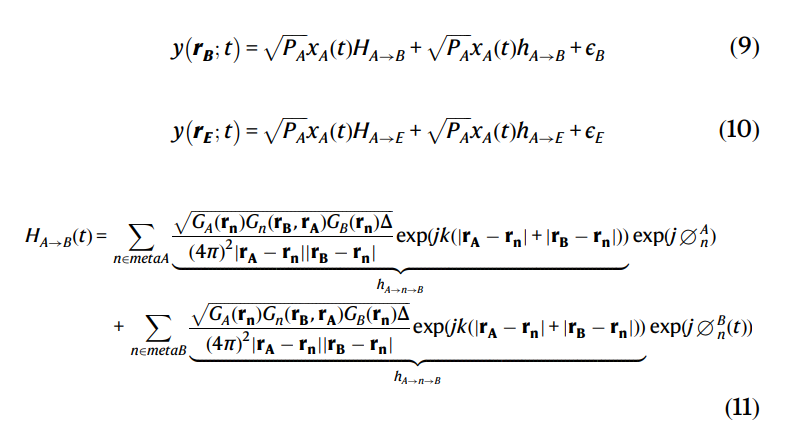 y(r_B; t) = √P_A x_A(t)H_{A→B} + √P_A x_A(t)h_{A→B} + ϵ_B (9)
y(r_E; t) = √P_A x_A(t)H_{A→E} + √P_A x_A(t)h_{A→E} + ϵ_E (10)
H_{A→B}(t) = ∑_{n∈metaA} √(G_A(r_n)G_n(r_B, r_A)G_B(r_n)Δ) / ((4π)^2|r_A − r_n||r_B − r_n|) exp(jk(|r_A − r_n| + |r_B − r_n|)) exp(j∅_n^A)
h_{A→n→B}
+ ∑_{n∈metaB} √(G_A(r_n)G_n(r_B, r_A)G_B(r_n)Δ) / ((4π)^2|r_A − r_n||r_B − r_n|) exp(jk(|r_A − r_n| + |r_B − r_n|)) exp(j∅_n^B(t))
h_{A→n→B}
(11)